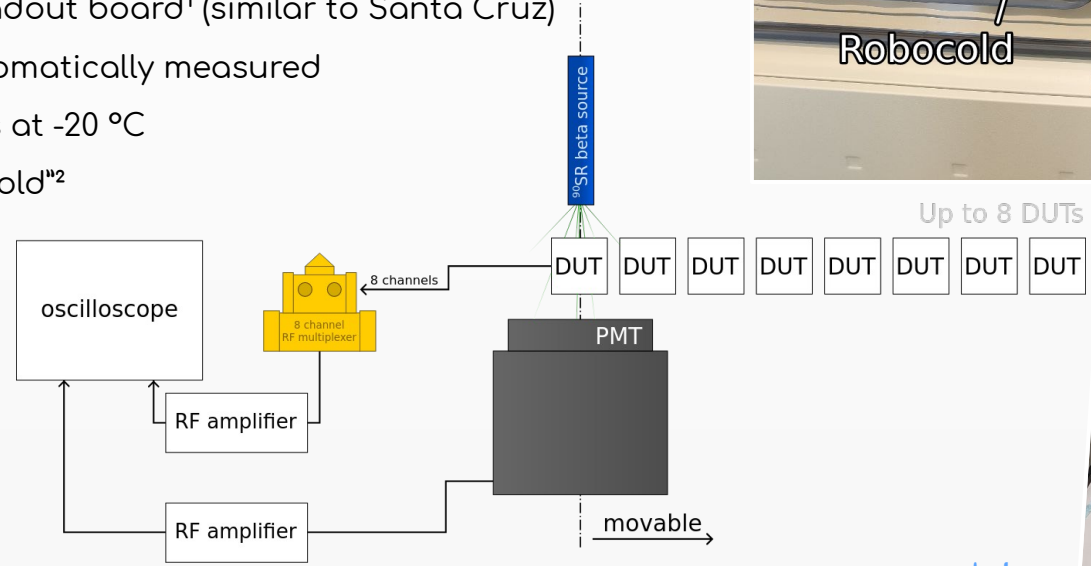 dout board¹ (similar to Santa Cruz)
omatically measured
at -20 °C
old"²
Robocold
⁹⁰SR beta source
Up to 8 DUTs
DUT DUT DUT DUT DUT DUT DUT DUT
8 channels
oscilloscope
8 channel
RF multiplexer
PMT
RF amplifier
RF amplifier
movable